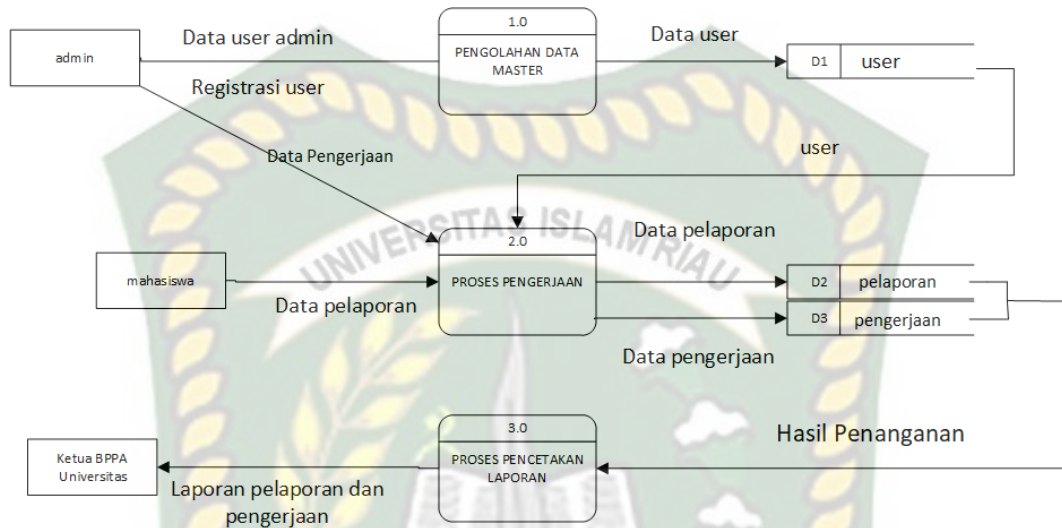 1.0
PENGOLAHAN DATA
MASTER
admin
Data user admin
Registrasi user
Data user
D1 user
Data Pengerjaan
user
UNIVERSITAS ISLAM RIAU
2.0
PROSES PENGERJAAN
mahasiswa
Data pelaporan
Data pelaporan
D2 pelaporan
D3 pengerjaan
Data pengerjaan
3.0
PROSES PENCETAKAN
LAPORAN
Hasil Penanganan
Ketua BPPA
Universitas
Laporan pelaporan dan
pengerjaan